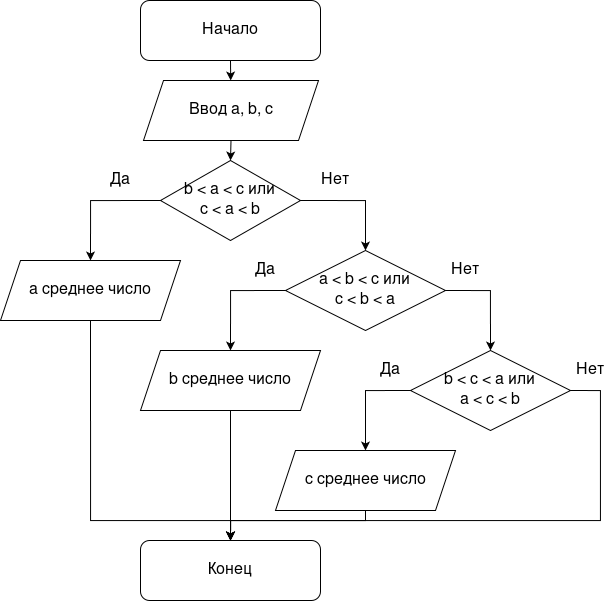 Начало
Ввод a, b, c
Да
Нет
b < a < c или
c < a < b
Да
Нет
a < b < c или
c < b < a
a среднее число
Да
Нет
b < c < a или
a < c < b
b среднее число
c среднее число
Конец